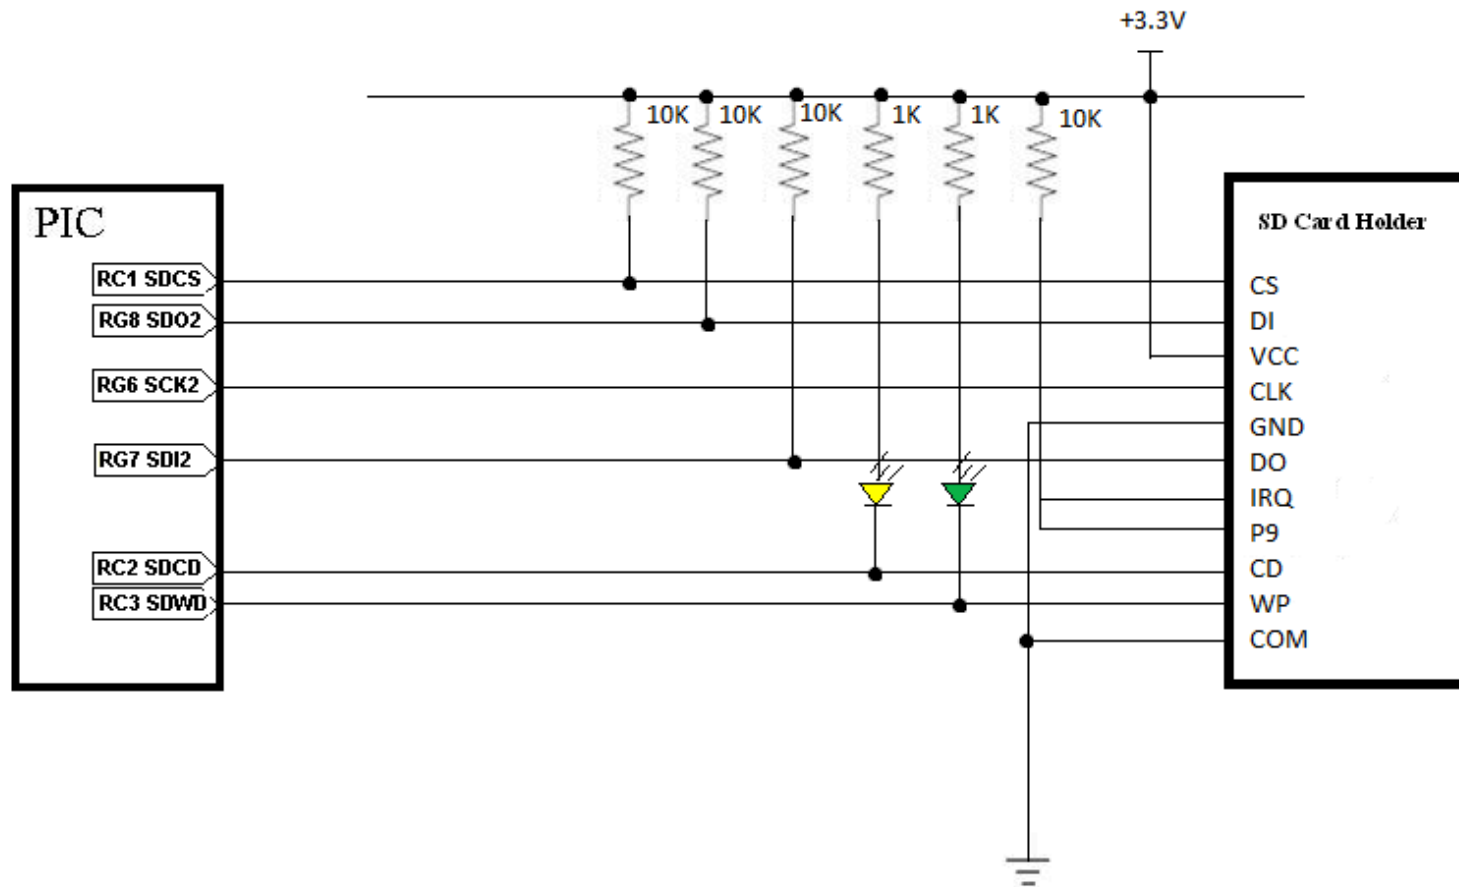 +3.3V
10K
10K
10K
1K
1K
10K
PIC
RC1 SDCS
RG8 SDO2
RG6 SCK2
RG7 SDI2
RC2 SDCD
RC3 SDWD
SD Card Holder
CS
DI
VCC
CLK
GND
DO
IRQ
P9
CD
WP
COM